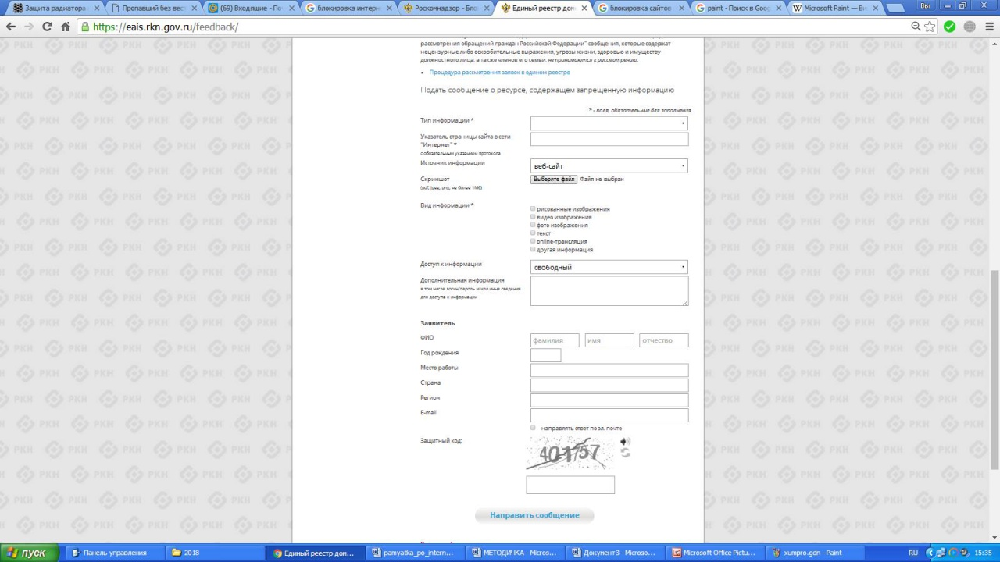 Защита радиатора
Пропавший без вест
(69) Входящие - По
блокировка интерн
Роскомнадзор - Бло
Единый реестр дом
блокировка сайтов
paint - Поиск в Goog
Microsoft Paint — Ви
Вы
https://eais.rkn.gov.ru/feedback/
рассмотрения обращений граждан Российской Федерации" сообщения, которые содержат
нецензурные либо оскорбительные выражения, угрозы жизни, здоровью и имуществу
должностного лица, а также членов его семьи, не принимаются к рассмотрению.
• Процедура рассмотрения заявок в едином реестре
Подать сообщение о ресурсе, содержащем запрещенную информацию
* - поля, обязательные для заполнения
Тип информации *
Указатель страницы сайта в сети
"Интернет" *
с обязательным указанием протокола
Источник информации
веб-сайт
Скриншот
Выберите файл Файл не выбран
(pdf, jpeg, png; не более 1Мб)
Вид информации *
рисованные изображения
видео изображения
фото изображения
текст
online-трансляция
другая информация
Доступ к информации
свободный
Дополнительная информация
в том числе логин/пароль и/или иные сведения
для доступа к информации
Заявитель
ФИО
фамилия имя отчество
Год рождения
Место работы
Страна
Регион
E-mail
направлять ответ по эл. почте
Защитный код:
401757
Направить сообщение
РКН
пуск
Панель управления
2018
Единый реестр дом...
pamyatka_po_intern...
МЕТОДИЧКА - Micros...
Документ3 - Microso...
Microsoft Office Pictu...
xumpro.gdn - Paint
RU
15:35